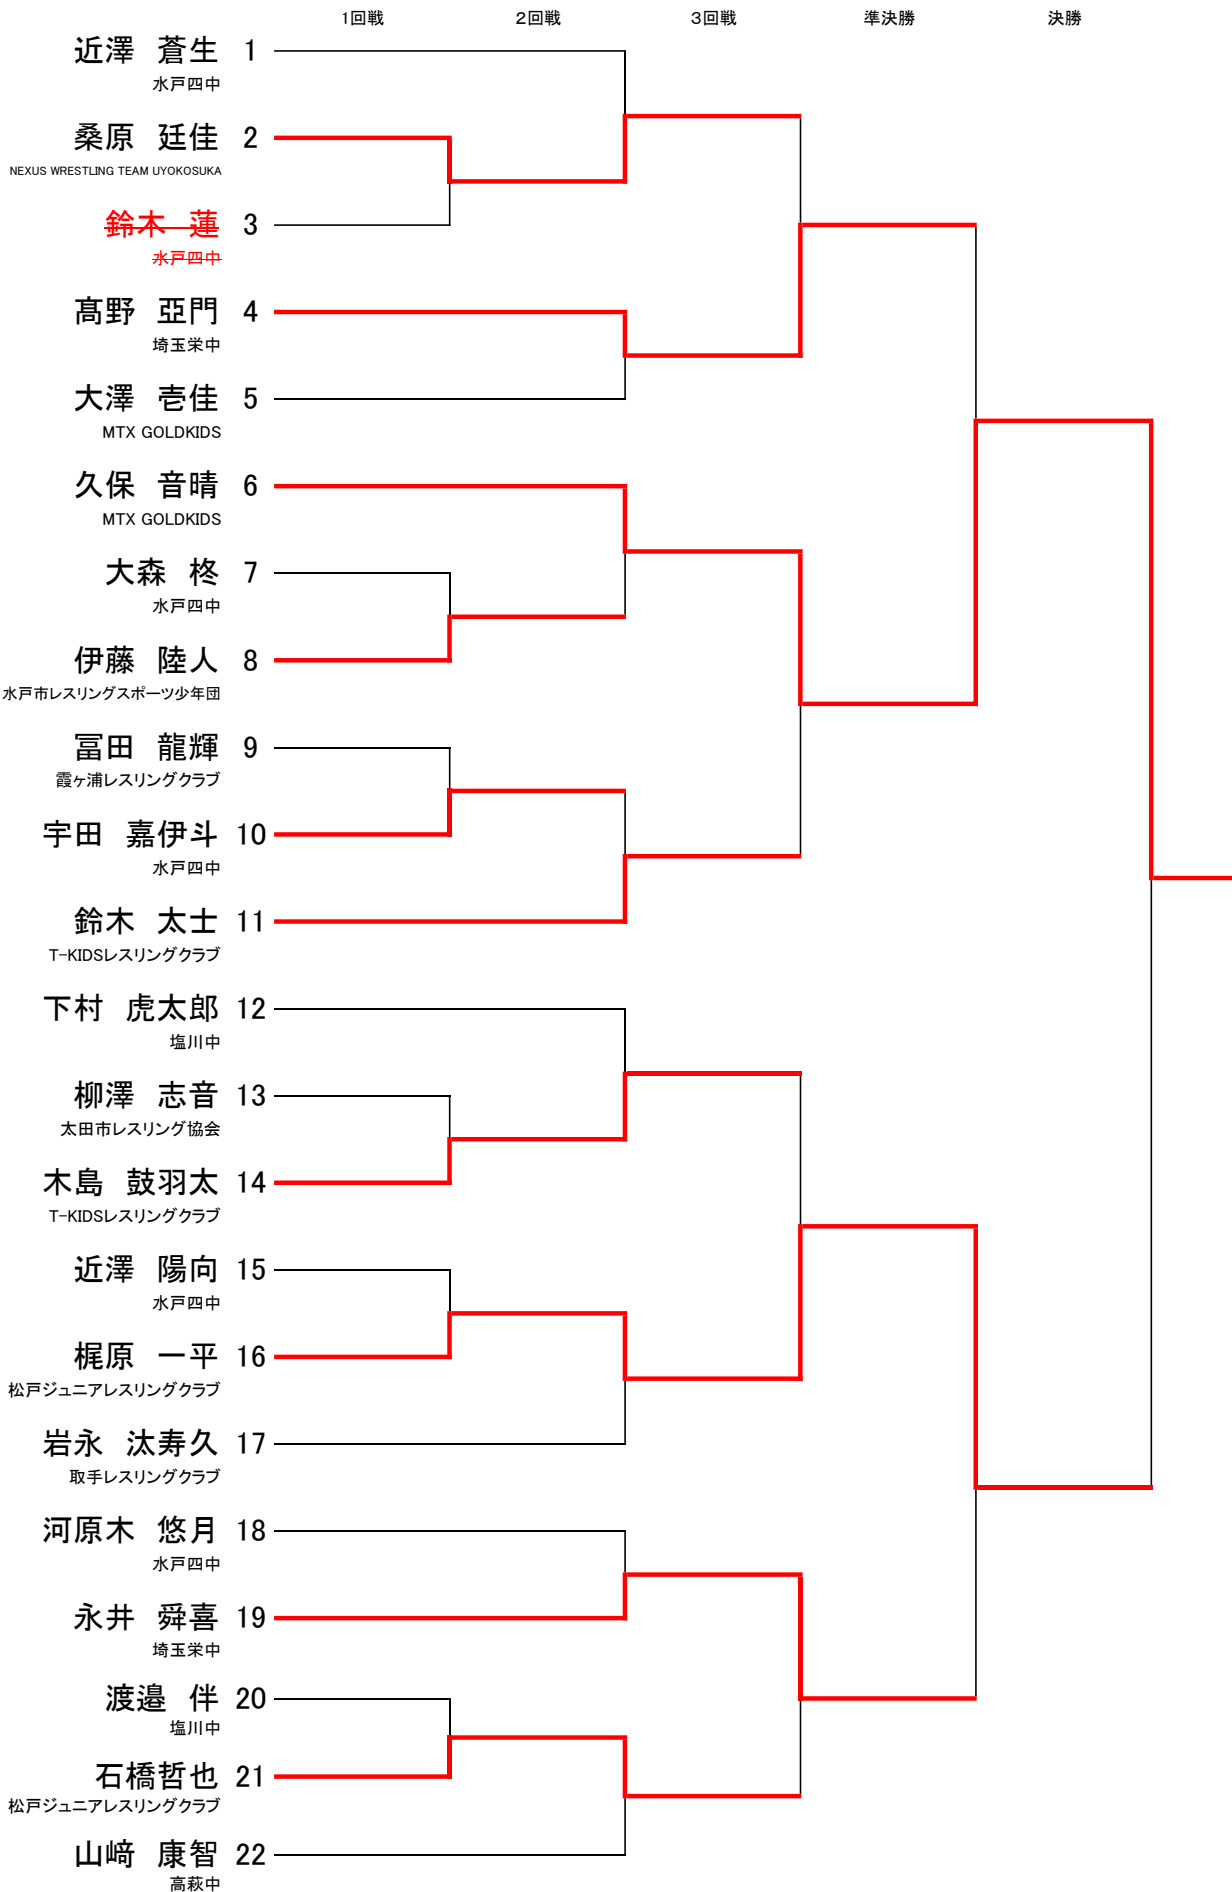 1回戦 2回戦 3回戦 準決勝 決勝
近澤 蒼生 1
水戸四中
桑原 廷佳 2
NEXUS WRESTLING TEAM UYOKOSUKA
鈴木 蓮 3
水戸四中
髙野 亞門 4
埼玉栄中
大澤 壱佳 5
MTX GOLDKIDS
久保 音晴 6
MTX GOLDKIDS
大森 柊 7
水戸四中
伊藤 陸人 8
水戸市レスリングスポーツ少年団
冨田 龍輝 9
霞ヶ浦レスリングクラブ
宇田 嘉伊斗 10
水戸四中
鈴木 太士 11
T-KIDSレスリングクラブ
下村 虎太郎 12
塩川中
柳澤 志音 13
太田市レスリング協会
木島 鼓羽太 14
T-KIDSレスリングクラブ
近澤 陽向 15
水戸四中
梶原 一平 16
松戸ジュニアレスリングクラブ
岩永 汰寿久 17
取手レスリングクラブ
河原木 悠月 18
水戸四中
永井 舜喜 19
埼玉栄中
渡邉 伴 20
塩川中
石橋哲也 21
松戸ジュニアレスリングクラブ
山﨑 康智 22
高萩中